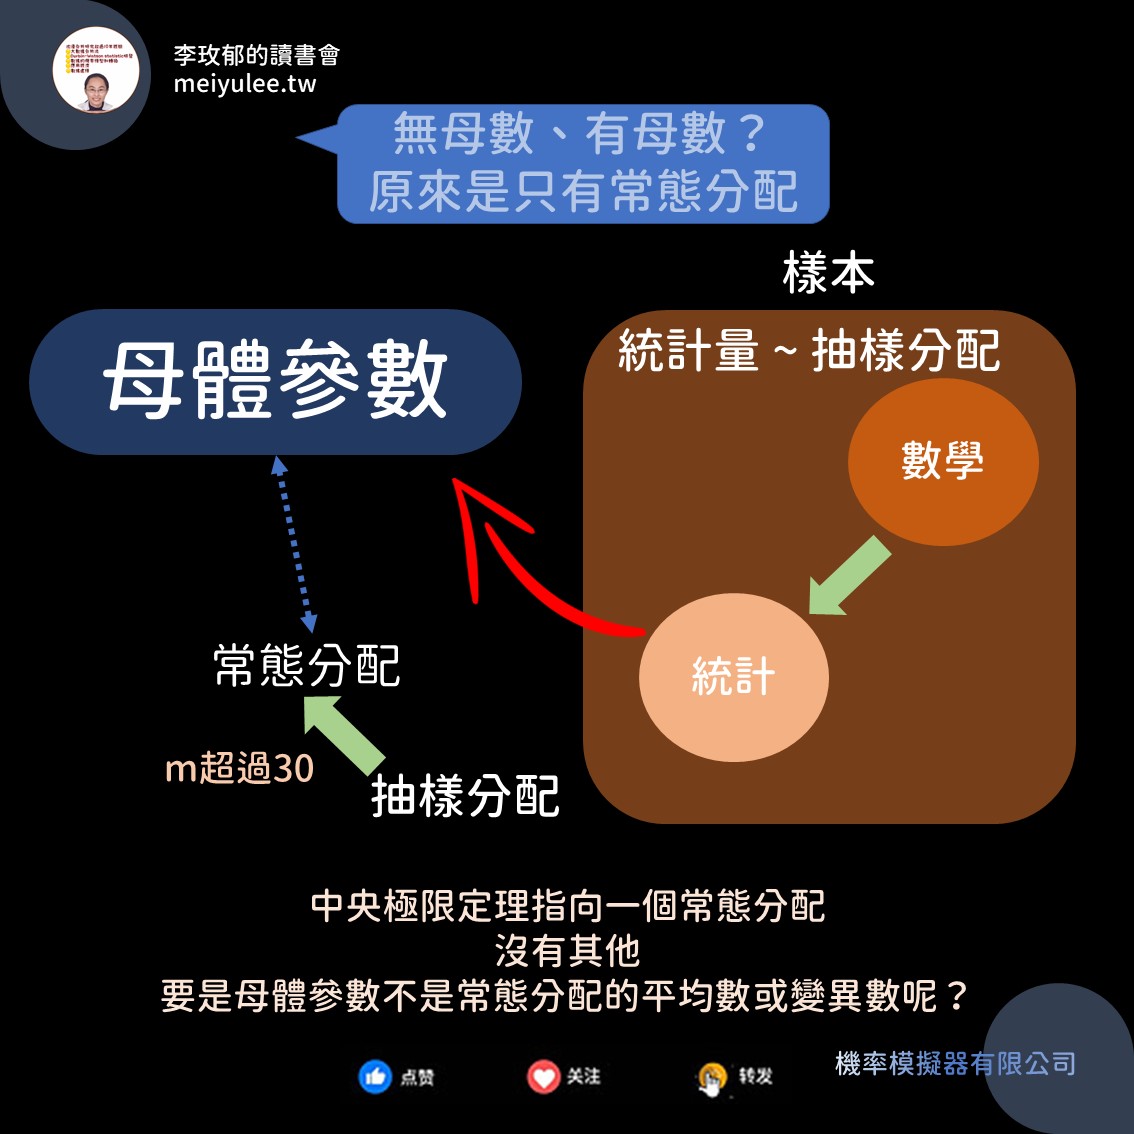 李玫郁的讀書會
meiyulee.tw
無母數、有母數？
原來是只有常態分配
樣本
統計量 ~ 抽樣分配
母體參數
數學
統計
常態分配
m超過30
抽樣分配
中央極限定理指向一個常態分配
沒有其他
要是母體參數不是常態分配的平均數或變異數呢？
機率模擬器有限公司
点赞
关注
转发